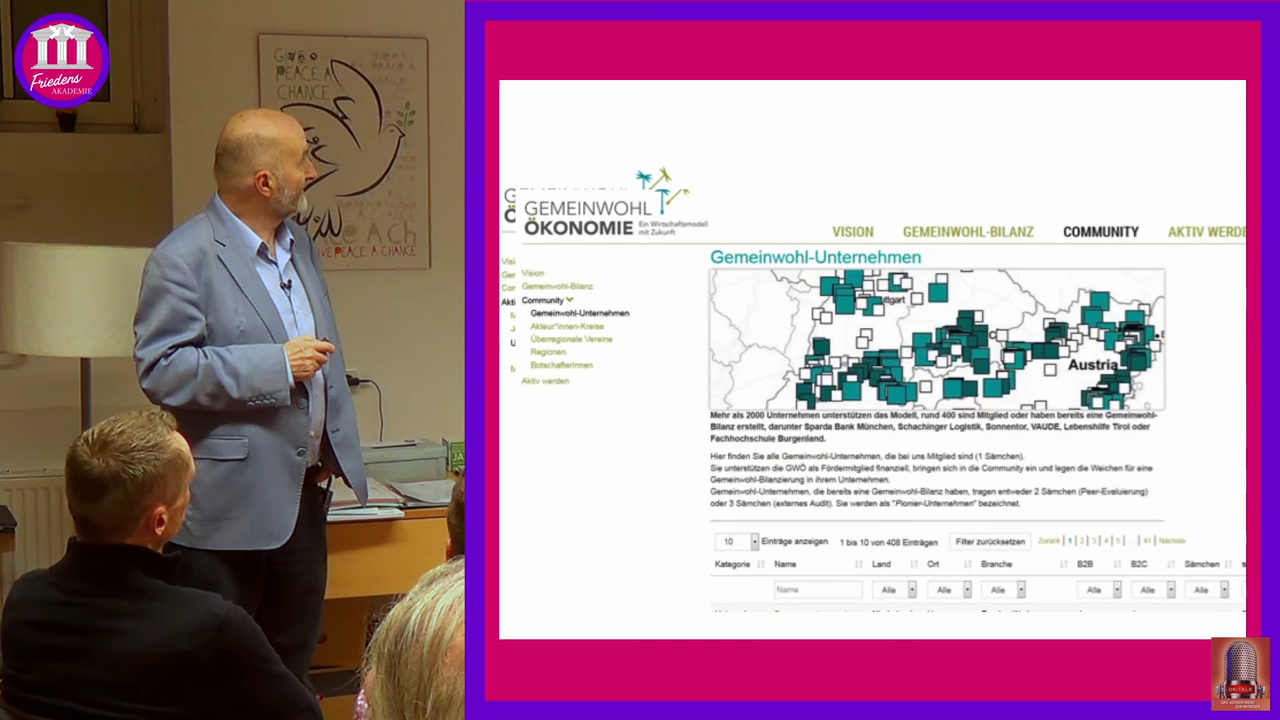 Friedens
AKADEMIE
GIVE
PEACE A
CHANCE
each
GIVE PEACE A CHANCE
GEMEINWOHL
ÖKONOMIE
Ein Wirtschaftsmodell
mit Zukunft
VISION GEMEINWOHL-BILANZ COMMUNITY AKTIV WERDE
Vision
Gemeinwohl-Bilanz
Community
Gemeinwohl-Unternehmen
Akteur*innen-Kreise
Überregionale Vereine
Regionen
BotschafterInnen
Aktiv werden
Gemeinwohl-Unternehmen
Austria
Mehr als 2000 Unternehmen unterstützen das Modell, rund 400 sind Mitglied oder haben bereits eine Gemeinwohl-
Bilanz erstellt, darunter Sparda Bank München, Schachinger Logistik, Sonnentor, VAUDE, Lebenshilfe Tirol oder
Fachhochschule Burgenland.
Hier finden Sie alle Gemeinwohl-Unternehmen, die bei uns Mitglied sind (1 Sämchen).
Sie unterstützen die GWÖ als Fördermitglied finanziell, bringen sich in die Community ein und legen die Weichen für eine
Gemeinwohl-Bilanzierung in ihrem Unternehmen.
Gemeinwohl-Unternehmen, die bereits eine Gemeinwohl-Bilanz haben, tragen entweder 2 Sämchen (Peer-Evaluierung)
oder 3 Sämchen (externes Audit). Sie werden als "Pionier-Unternehmen" bezeichnet.
10 Einträge anzeigen 1 bis 10 von 408 Einträgen Filter zurücksetzen Zurück 1 2 3 4 5 ... 41 Nächste
Kategorie Name Land Ort Branche B2B B2C Sämchen
Name Alle Alle Alle Alle Alle Alle
OKITALK